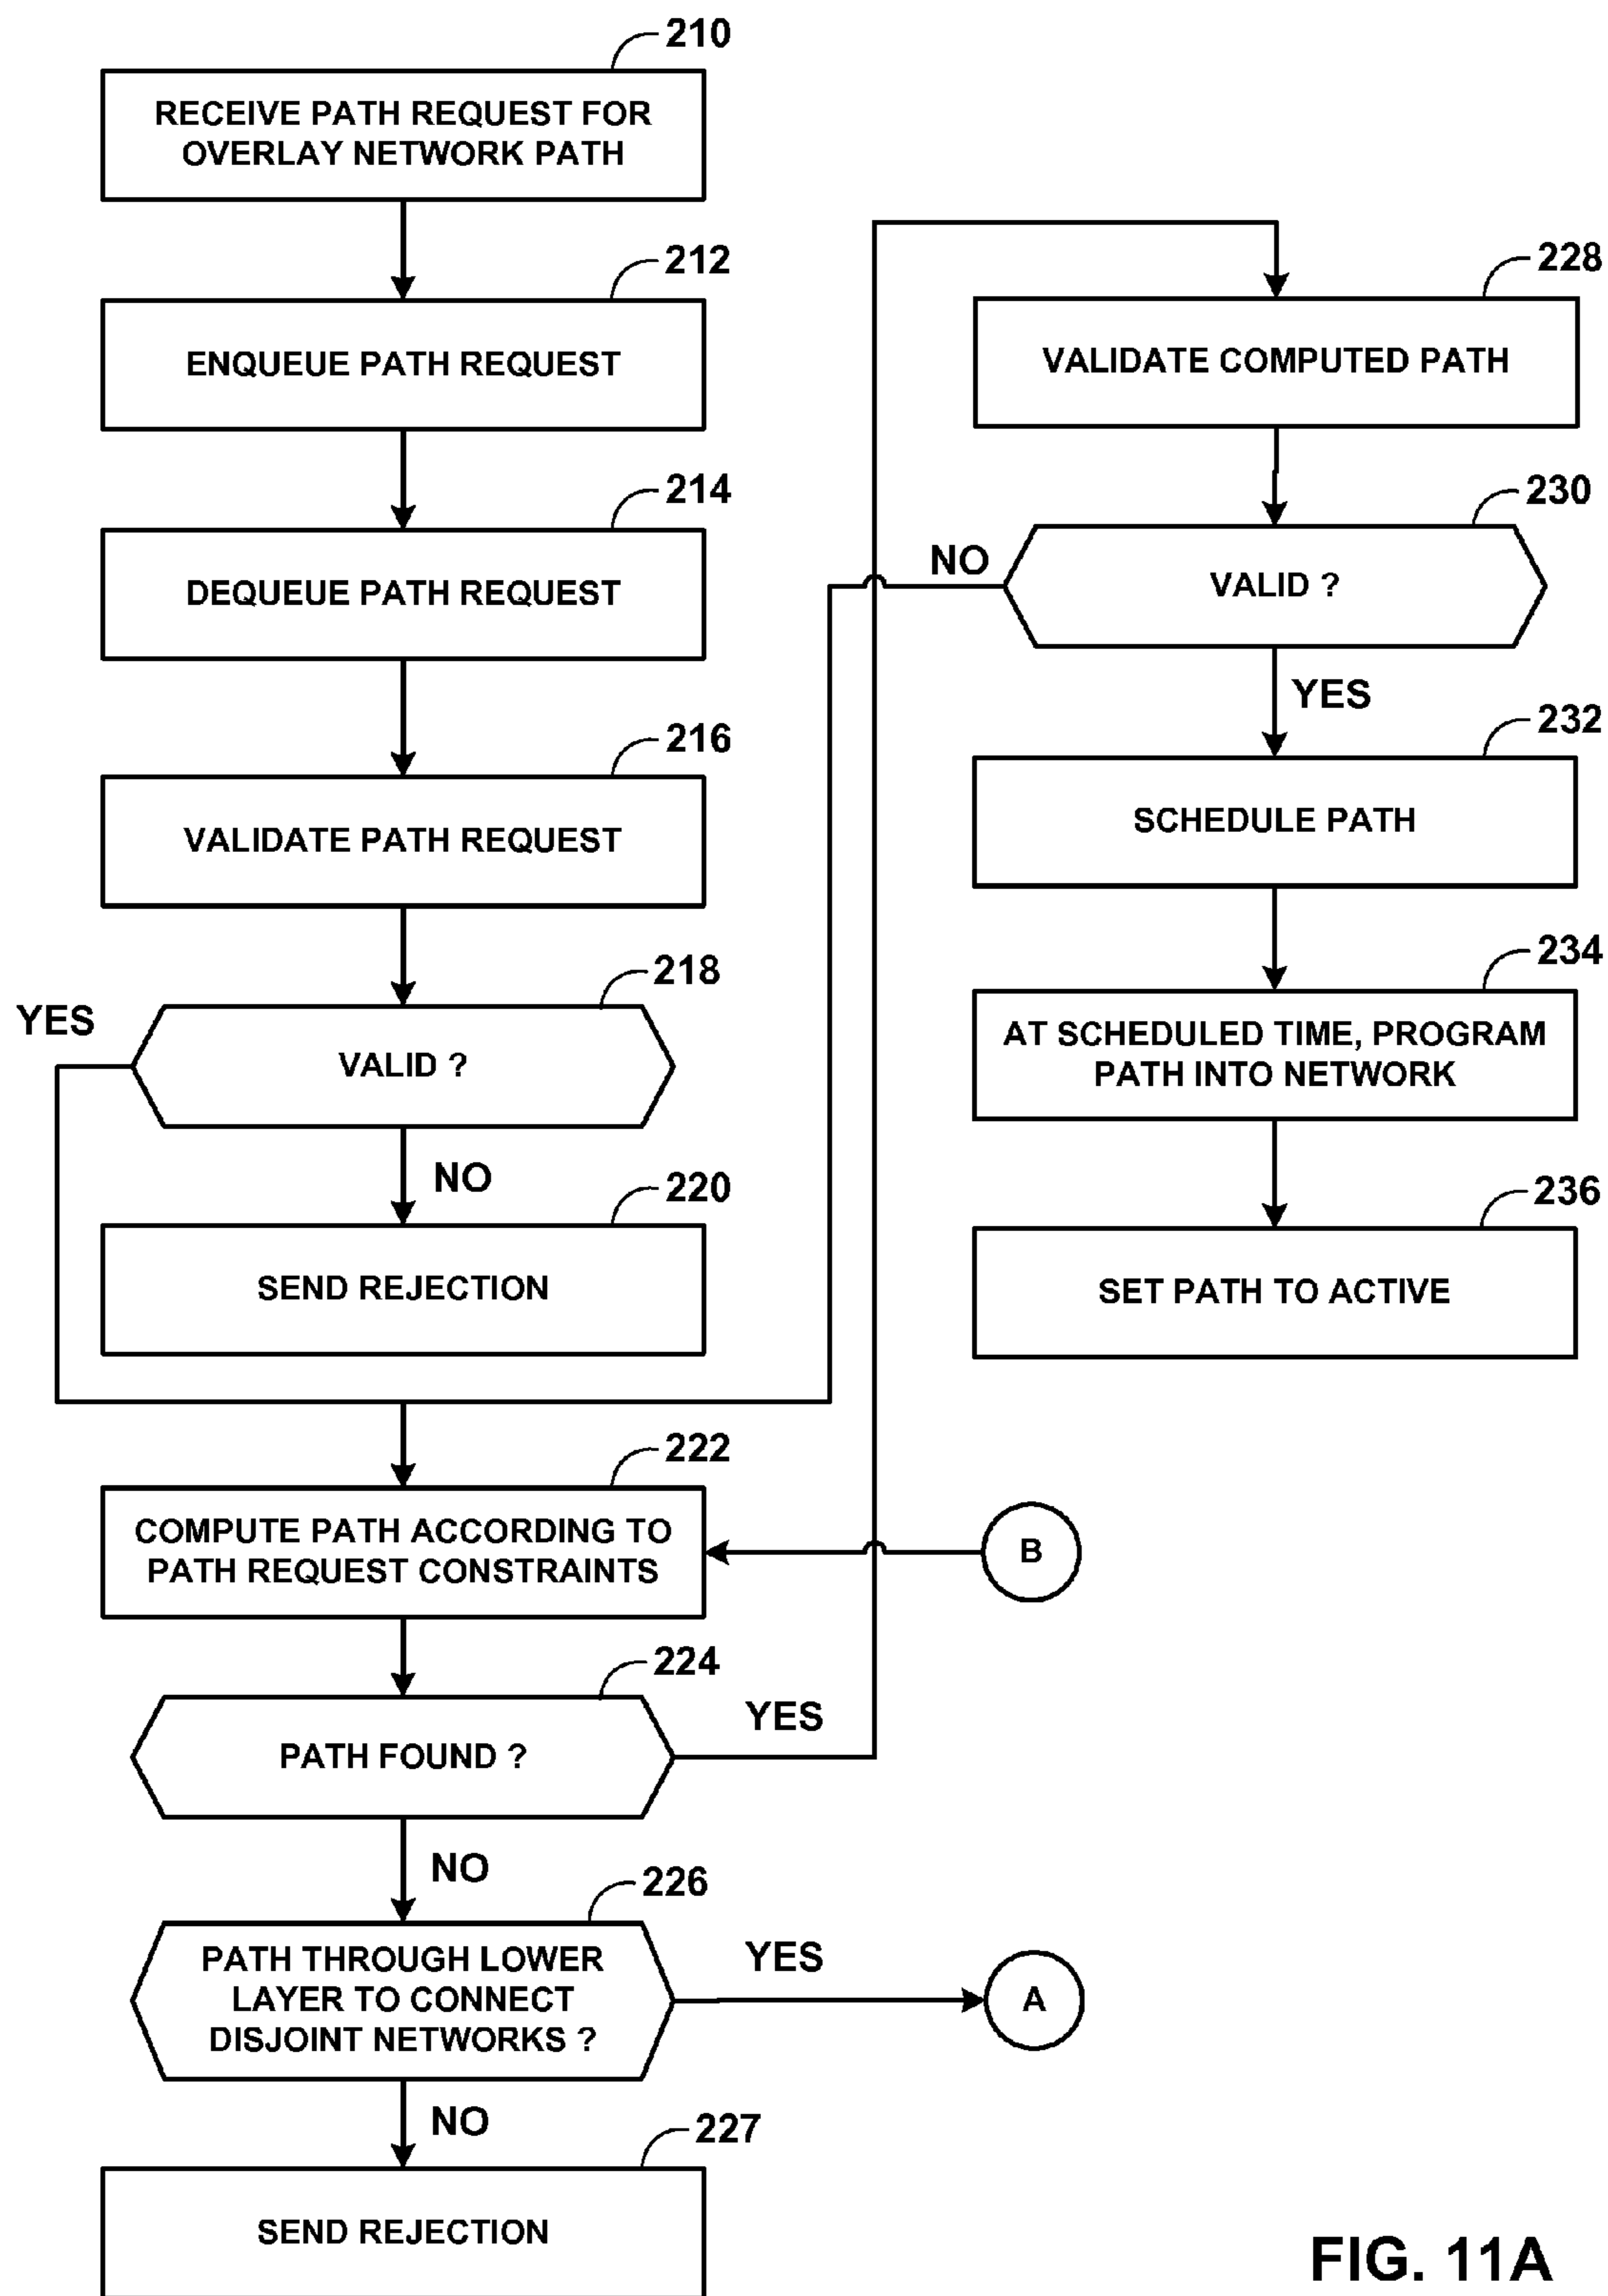 210
RECEIVE PATH REQUEST FOR
OVERLAY NETWORK PATH
212
ENQUEUE PATH REQUEST
214
DEQUEUE PATH REQUEST
216
VALIDATE PATH REQUEST
218
YES
VALID ?
NO
220
SEND REJECTION
222
COMPUTE PATH ACCORDING TO
PATH REQUEST CONSTRAINTS
B
224
PATH FOUND ?
YES
NO
226
PATH THROUGH LOWER
LAYER TO CONNECT
DISJOINT NETWORKS ?
YES
A
NO
227
SEND REJECTION
228
VALIDATE COMPUTED PATH
230
NO
VALID ?
YES
232
SCHEDULE PATH
234
AT SCHEDULED TIME, PROGRAM
PATH INTO NETWORK
236
SET PATH TO ACTIVE
FIG. 11A